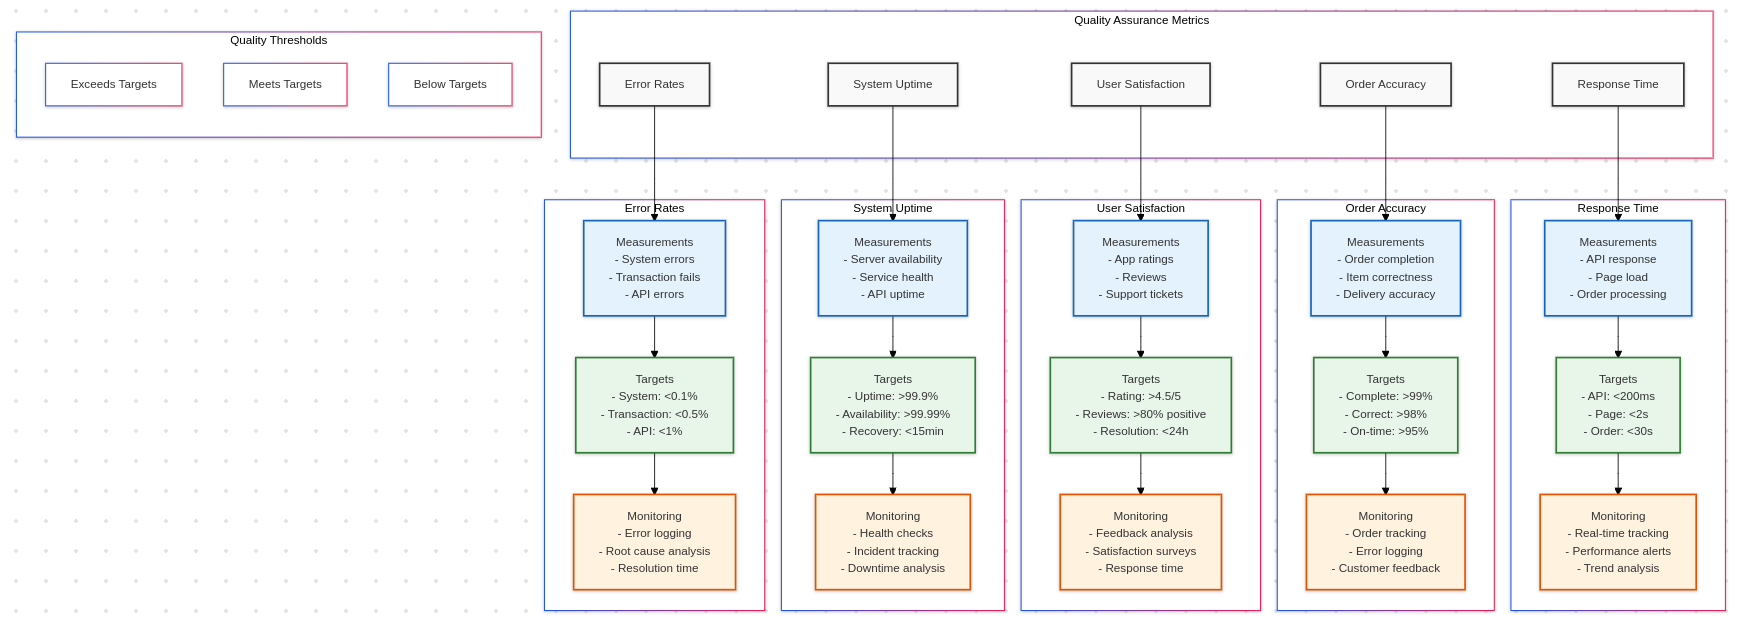 Quality Thresholds
Exceeds Targets
Meets Targets
Below Targets
Quality Assurance Metrics
Error Rates
System Uptime
User Satisfaction
Order Accuracy
Response Time
Error Rates
Measurements
- System errors
- Transaction fails
- API errors
Targets
- System: <0.1%
- Transaction: <0.5%
- API: <1%
Monitoring
- Error logging
- Root cause analysis
- Resolution time
System Uptime
Measurements
- Server availability
- Service health
- API uptime
Targets
- Uptime: >99.9%
- Availability: >99.99%
- Recovery: <15min
Monitoring
- Health checks
- Incident tracking
- Downtime analysis
User Satisfaction
Measurements
- App ratings
- Reviews
- Support tickets
Targets
- Rating: >4.5/5
- Reviews: >80% positive
- Resolution: <24h
Monitoring
- Feedback analysis
- Satisfaction surveys
- Response time
Order Accuracy
Measurements
- Order completion
- Item correctness
- Delivery accuracy
Targets
- Complete: >99%
- Correct: >98%
- On-time: >95%
Monitoring
- Order tracking
- Error logging
- Customer feedback
Response Time
Measurements
- API response
- Page load
- Order processing
Targets
- API: <200ms
- Page: <2s
- Order: <30s
Monitoring
- Real-time tracking
- Performance alerts
- Trend analysis